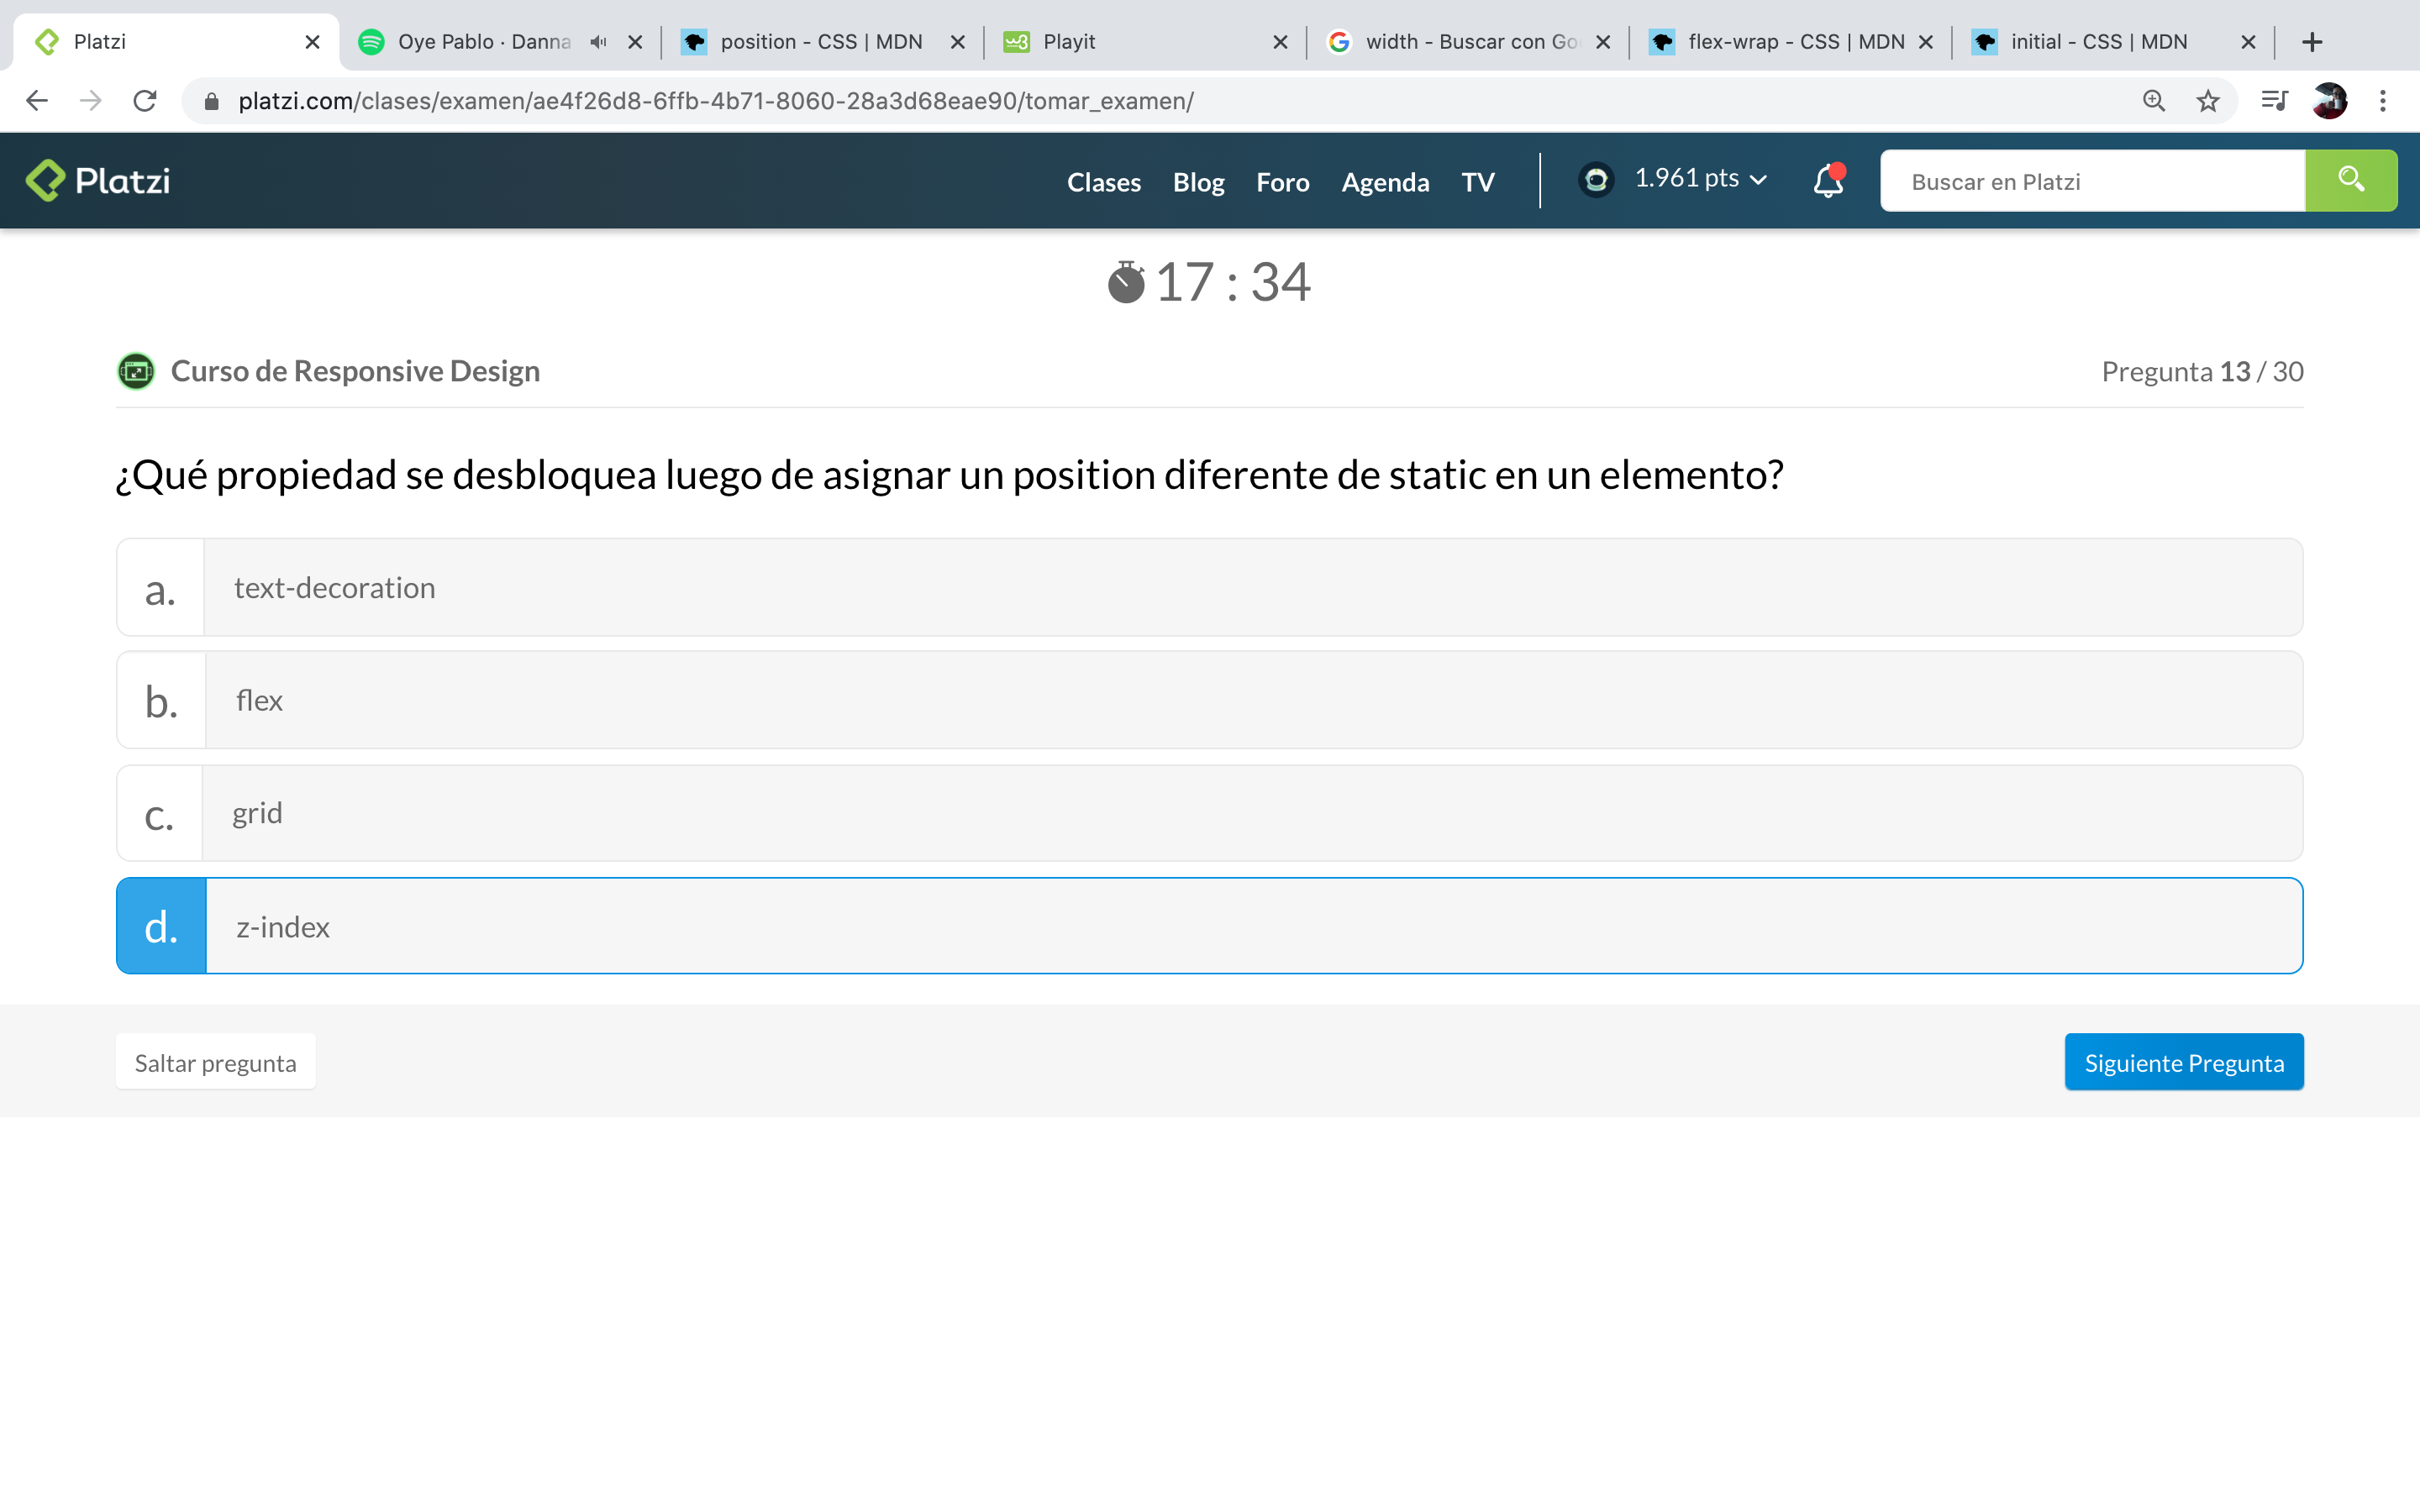 Platzi
Oye Pablo · Danna
position - CSS | MDN
Playit
width - Buscar con Go
flex-wrap - CSS | MDN
initial - CSS | MDN
platzi.com/clases/examen/ae4f26d8-6ffb-4b71-8060-28a3d68eae90/tomar_examen/
Platzi
Clases
Blog
Foro
Agenda
TV
1.961 pts
Buscar en Platzi
17 : 34
Curso de Responsive Design
Pregunta 13 / 30
¿Qué propiedad se desbloquea luego de asignar un position diferente de static en un elemento?
a. text-decoration
b. flex
c. grid
d. z-index
Saltar pregunta
Siguiente Pregunta